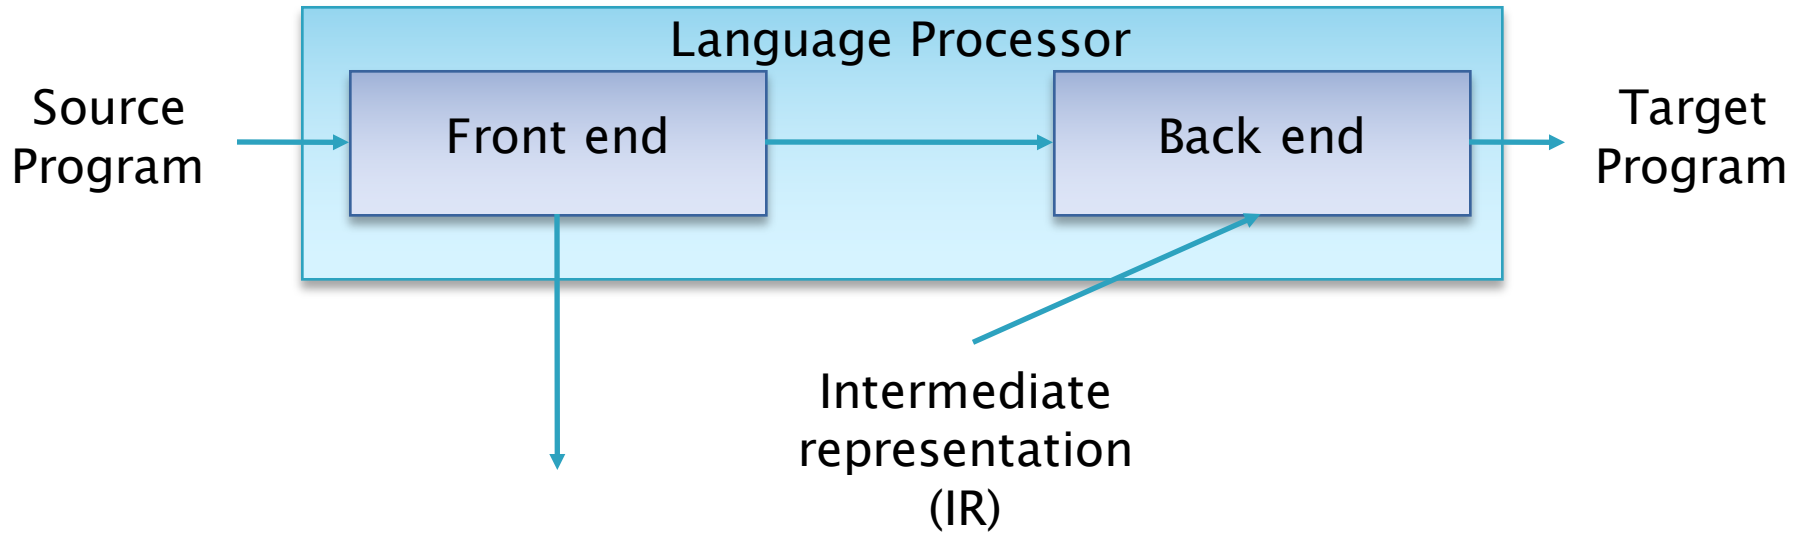 Language Processor
Source
Program
Front end
Back end
Target
Program
Intermediate
representation
(IR)